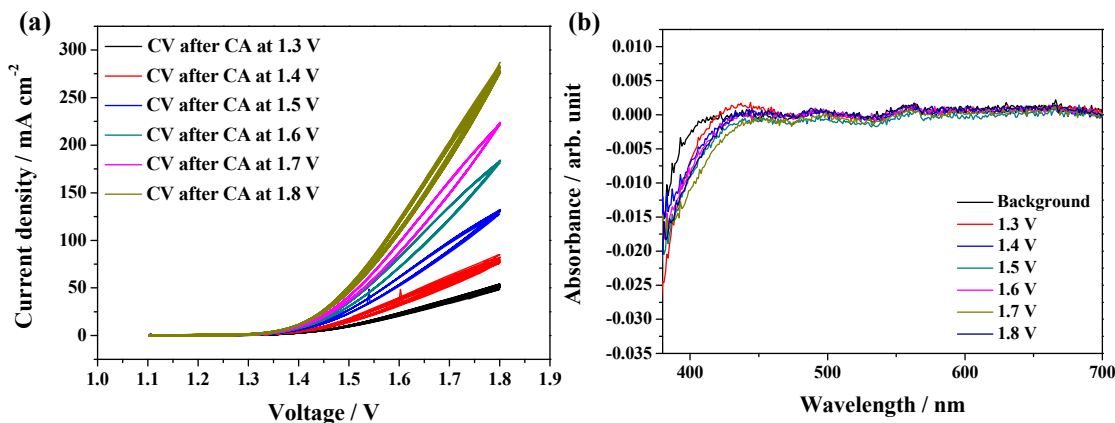 (a)
CV after CA at 1.3 V
CV after CA at 1.4 V
CV after CA at 1.5 V
CV after CA at 1.6 V
CV after CA at 1.7 V
CV after CA at 1.8 V
Current density / mA cm⁻²
300
250
200
150
100
50
0
1.0 1.1 1.2 1.3 1.4 1.5 1.6 1.7 1.8 1.9
Voltage / V
(b)
Absorbance / arb. unit
0.010
0.005
0.000
-0.005
-0.010
-0.015
-0.020
-0.025
-0.030
-0.035
Background
1.3 V
1.4 V
1.5 V
1.6 V
1.7 V
1.8 V
400 500 600 700
Wavelength / nm